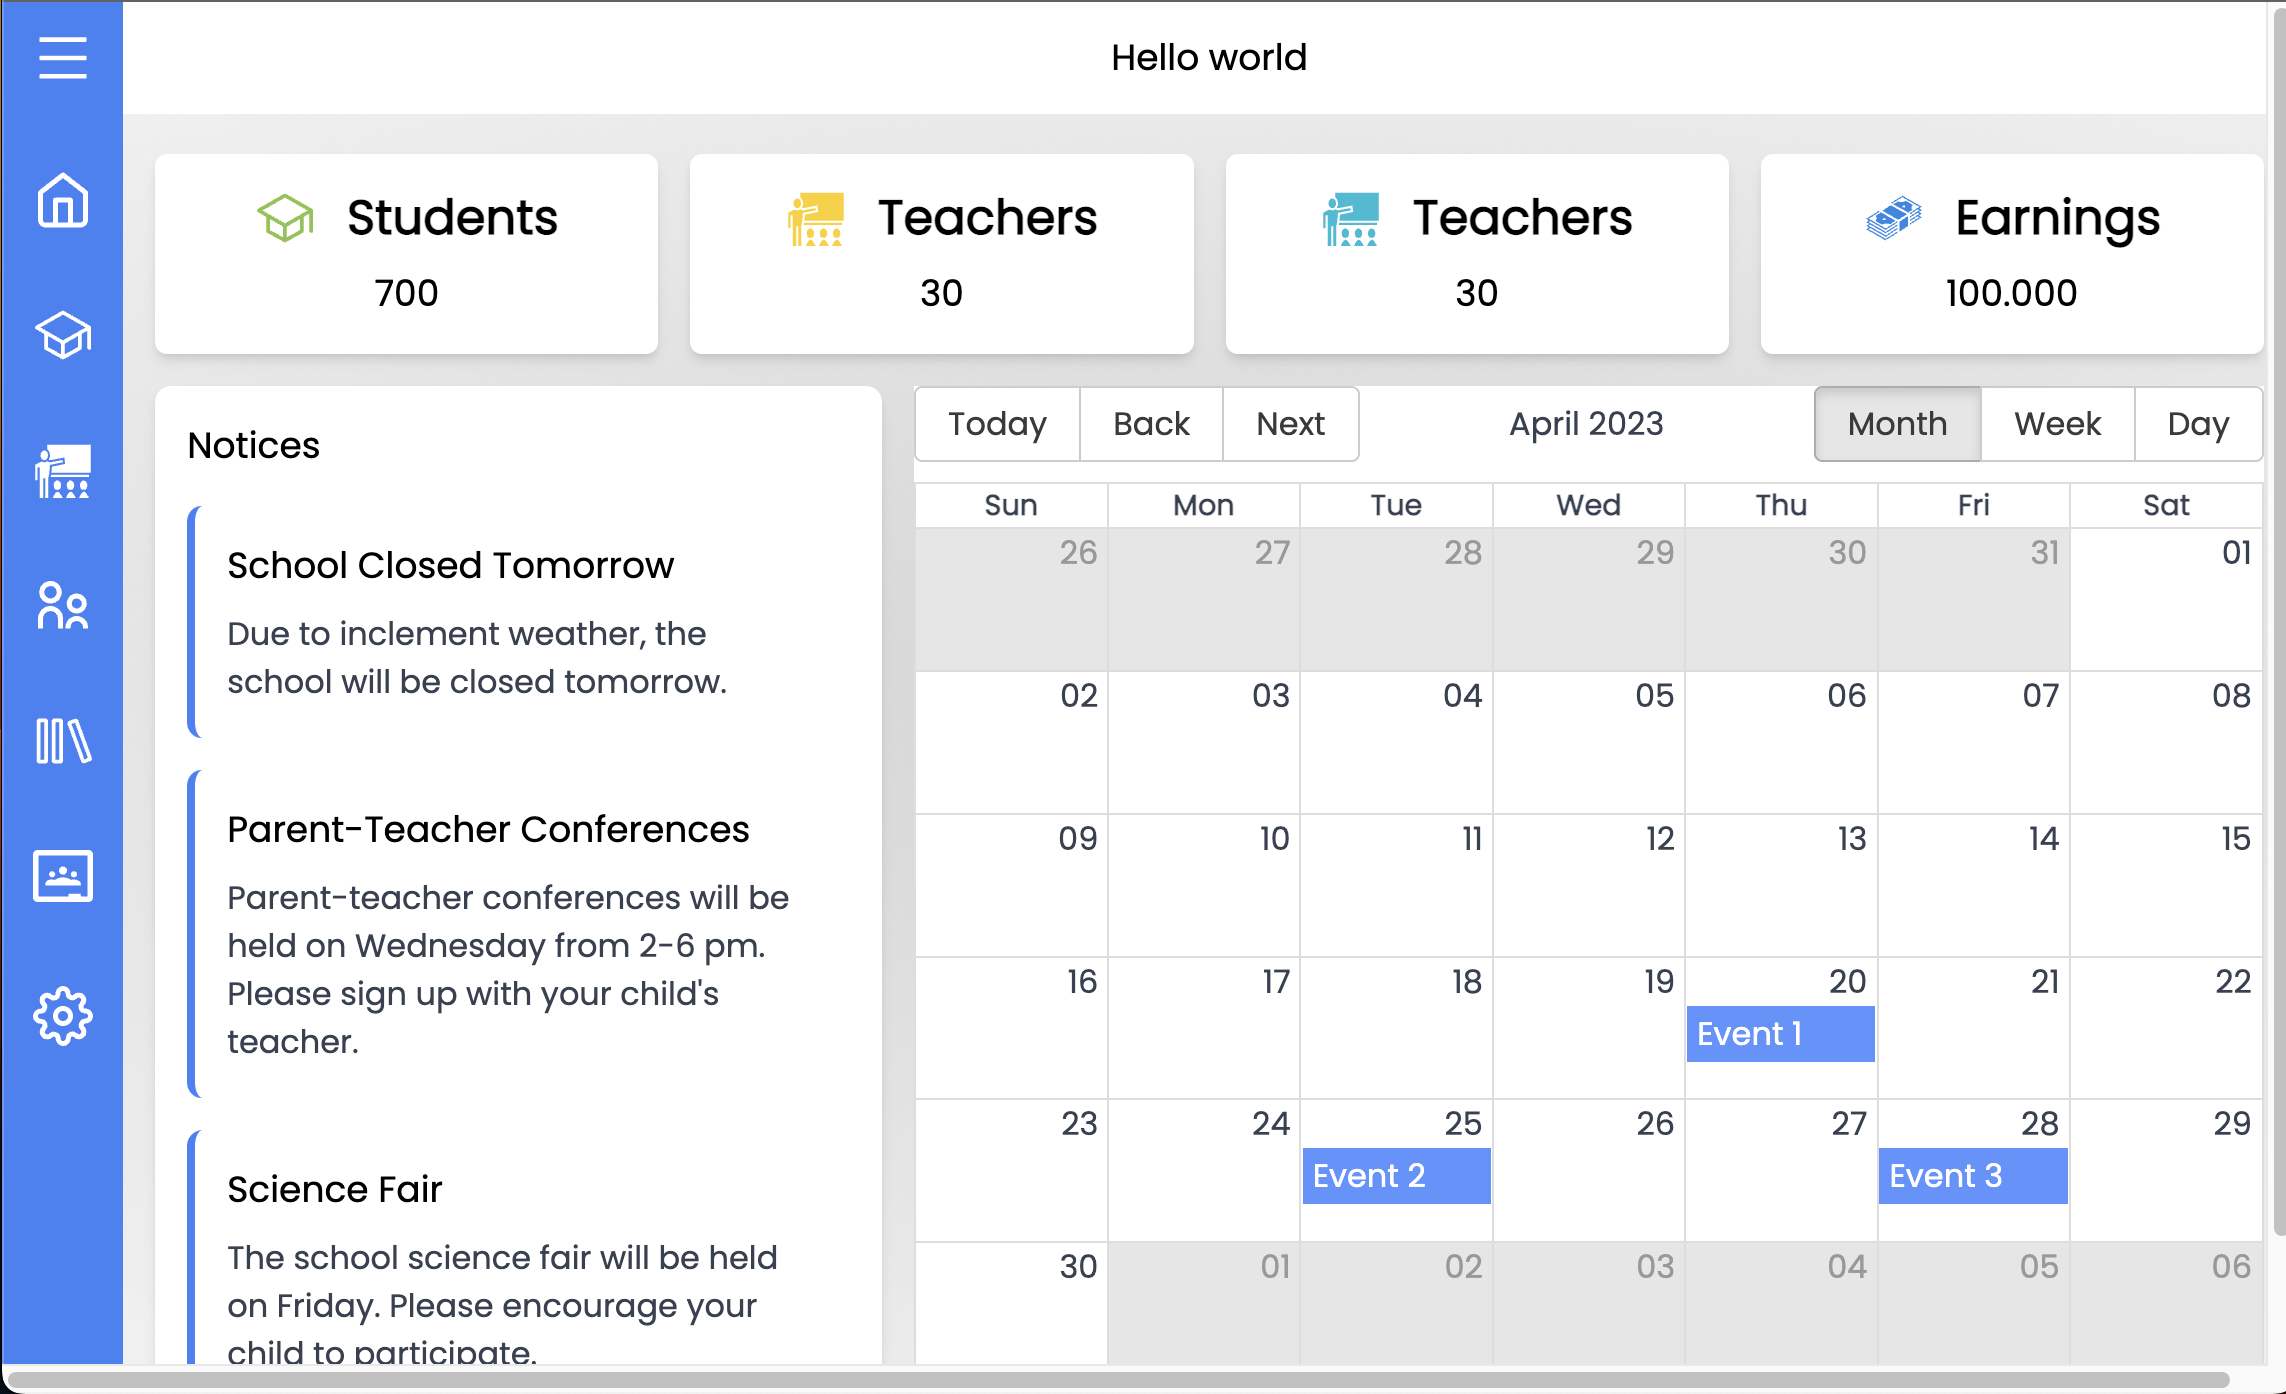 Hello world
Students
700
Teachers
30
Teachers
30
Earnings
100.000
Notices
School Closed Tomorrow
Due to inclement weather, the
school will be closed tomorrow.
Parent-Teacher Conferences
Parent-teacher conferences will be
held on Wednesday from 2-6 pm.
Please sign up with your child's
teacher.
Science Fair
The school science fair will be held
on Friday. Please encourage your
child to participate.
Today Back Next April 2023 Month Week Day
Sun Mon Tue Wed Thu Fri Sat
26 27 28 29 30 31 01
02 03 04 05 06 07 08
09 10 11 12 13 14 15
16 17 18 19 20 21 22
Event 1
23 24 25 26 27 28 29
Event 2 Event 3
30 01 02 03 04 05 06